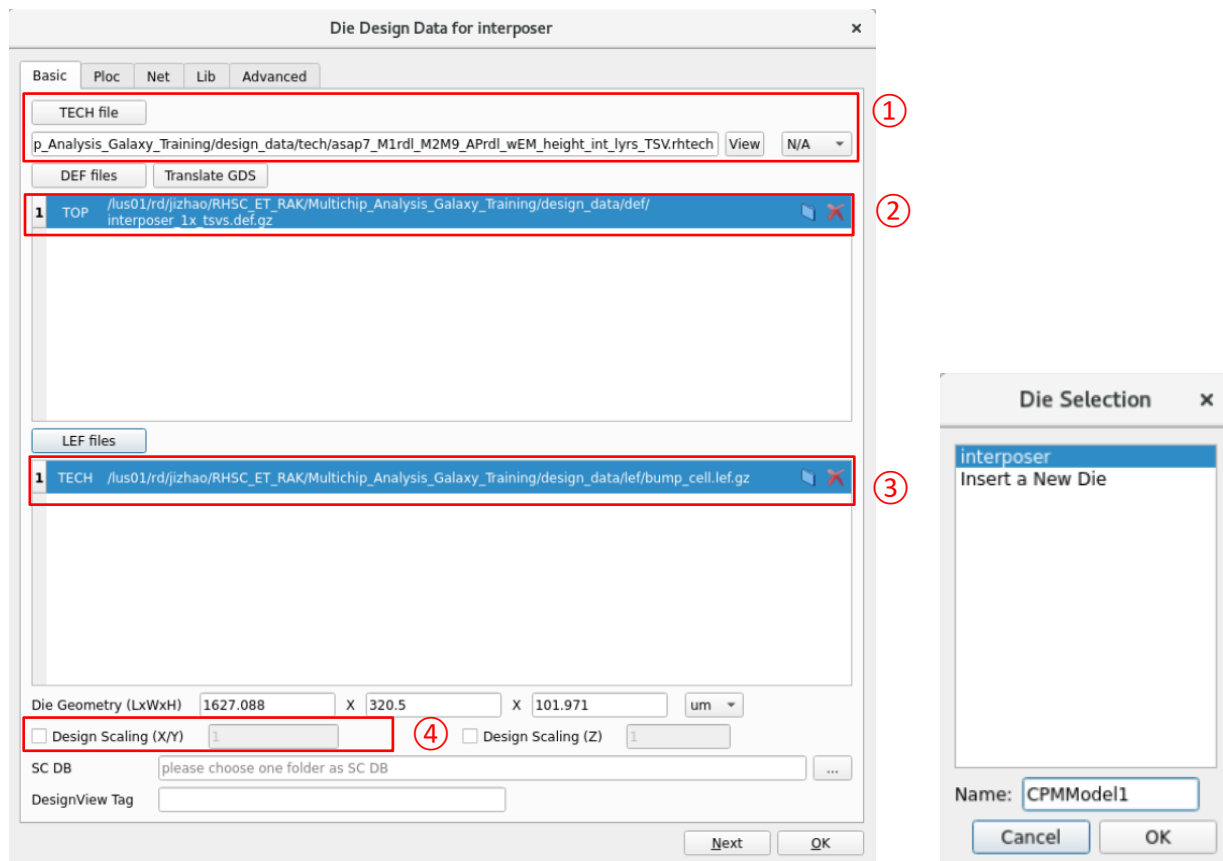 Die Design Data for interposer ×
Basic Ploc Net Lib Advanced
TECH file
①
p_Analysis_Galaxy_Training/design_data/tech/asap7_M1rdl_M2M9_APrdl_wEM_height_int_lyrs_TSV.rhtech View N/A
DEF files Translate GDS
1 TOP /lus01/rd/jizhao/RHSC_ET_RAK/Multichip_Analysis_Galaxy_Training/design_data/def/
interposer_1x_tsvs.def.gz
②
LEF files
1 TECH /lus01/rd/jizhao/RHSC_ET_RAK/Multichip_Analysis_Galaxy_Training/design_data/lef/bump_cell.lef.gz
③
Die Geometry (LxWxH) 1627.088 X 320.5 X 101.971 um
Design Scaling (X/Y) 1 ④ Design Scaling (Z) 1
SC DB please choose one folder as SC DB ...
DesignView Tag
Next OK
Die Selection ×
interposer
Insert a New Die
Name: CPMModel1
Cancel OK